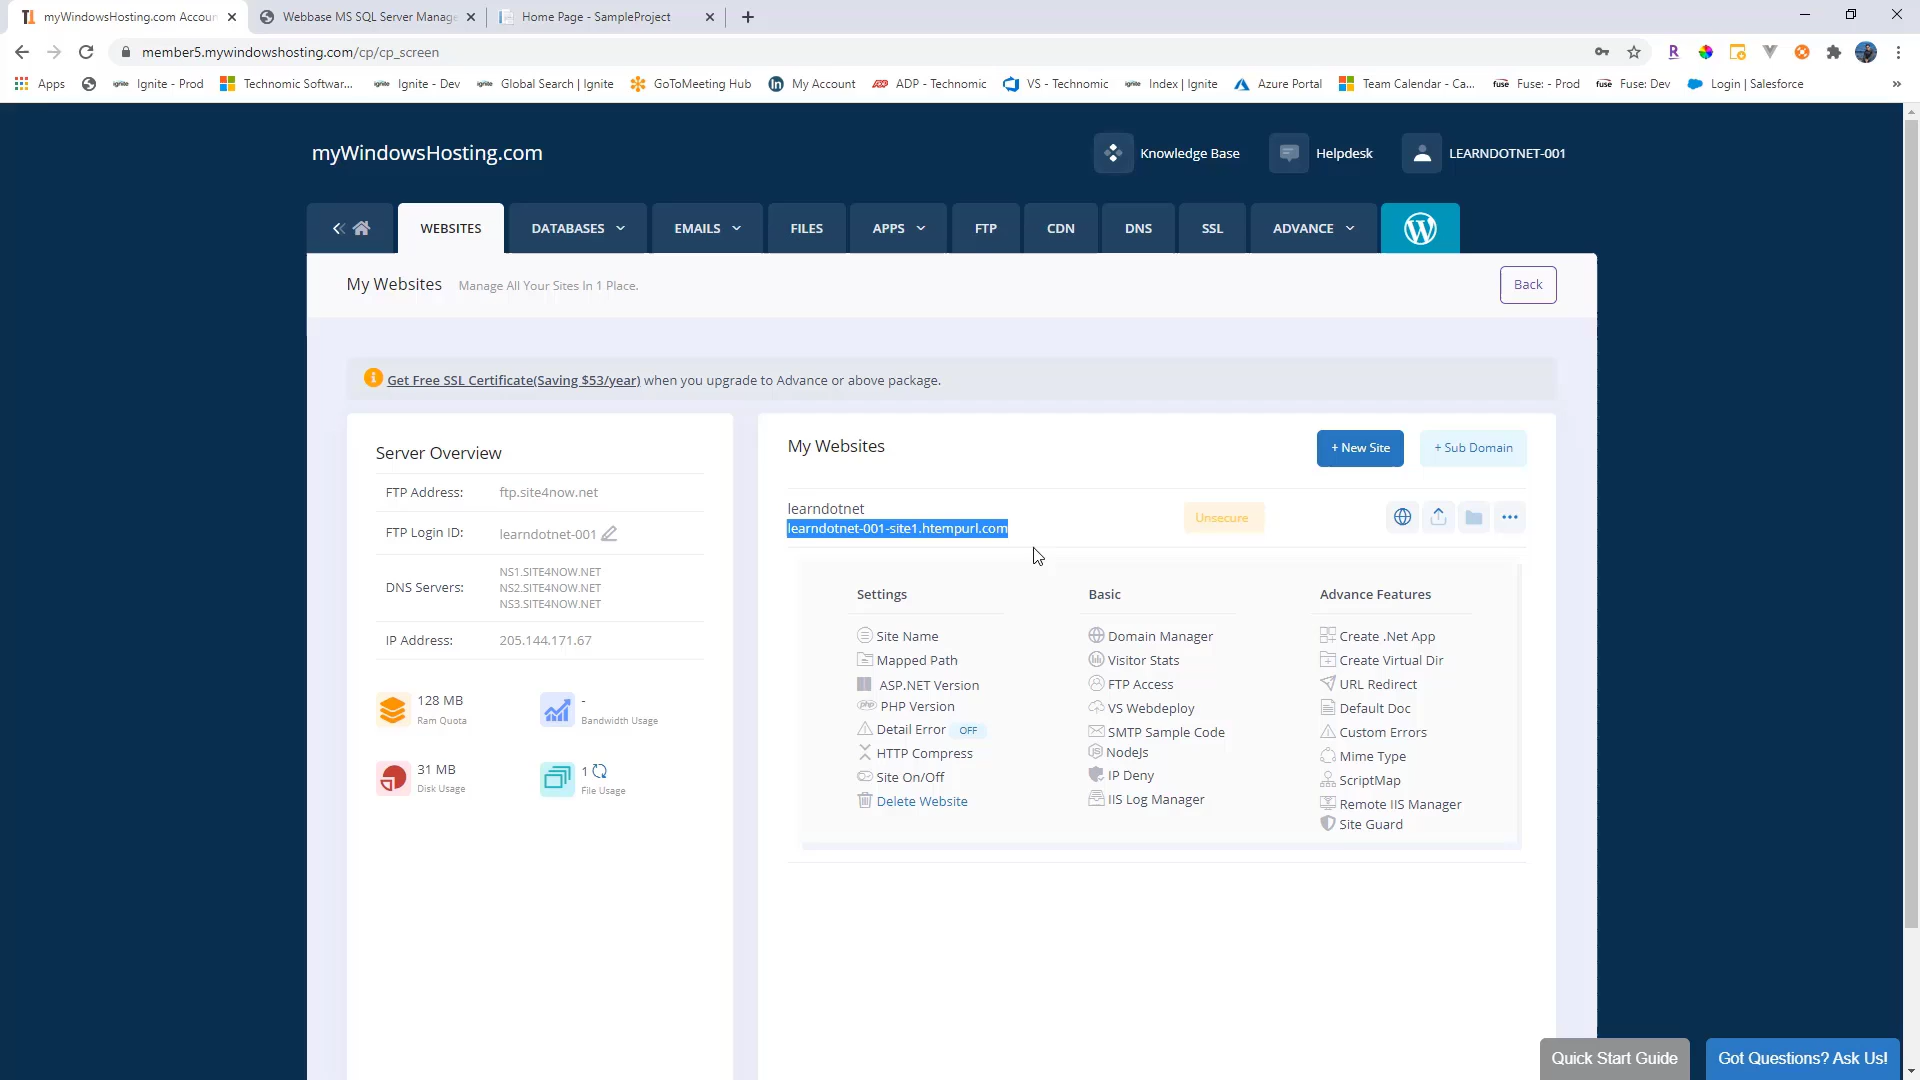 myWindowsHosting.com Accou
Webbase MS SQL Server Manage
Home Page - SampleProject
member5.mywindowshosting.com/cp/cp_screen
Apps
Ignite - Prod
Technomic Softwar...
Ignite - Dev
Global Search | Ignite
GoToMeeting Hub
My Account
ADP - Technomic
VS - Technomic
Index | Ignite
Azure Portal
Team Calendar - Ca...
Fuse: - Prod
Fuse: Dev
Login | Salesforce
myWindowsHosting.com
Knowledge Base
Helpdesk
LEARNDOTNET-001
WEBSITES
DATABASES
EMAILS
FILES
APPS
FTP
CDN
DNS
SSL
ADVANCE
My Websites
Manage All Your Sites In 1 Place.
Back
Get Free SSL Certificate(Saving $53/year) when you upgrade to Advance or above package.
Server Overview
FTP Address: ftp.site4now.net
FTP Login ID: learndotnet-001
DNS Servers:
NS1.SITE4NOW.NET
NS2.SITE4NOW.NET
NS3.SITE4NOW.NET
IP Address: 205.144.171.67
128 MB
Ram Quota
-
Bandwidth Usage
31 MB
Disk Usage
1
File Usage
My Websites
+ New Site
+ Sub Domain
learndotnet
learndotnet-001-site1.htempurl.com
Unsecure
Settings
Site Name
Mapped Path
ASP.NET Version
PHP Version
Detail Error OFF
HTTP Compress
Site On/Off
Delete Website
Basic
Domain Manager
Visitor Stats
FTP Access
VS Webdeploy
SMTP Sample Code
NodeJs
IP Deny
IIS Log Manager
Advance Features
Create .Net App
Create Virtual Dir
URL Redirect
Default Doc
Custom Errors
Mime Type
ScriptMap
Remote IIS Manager
Site Guard
Quick Start Guide
Got Questions? Ask Us!